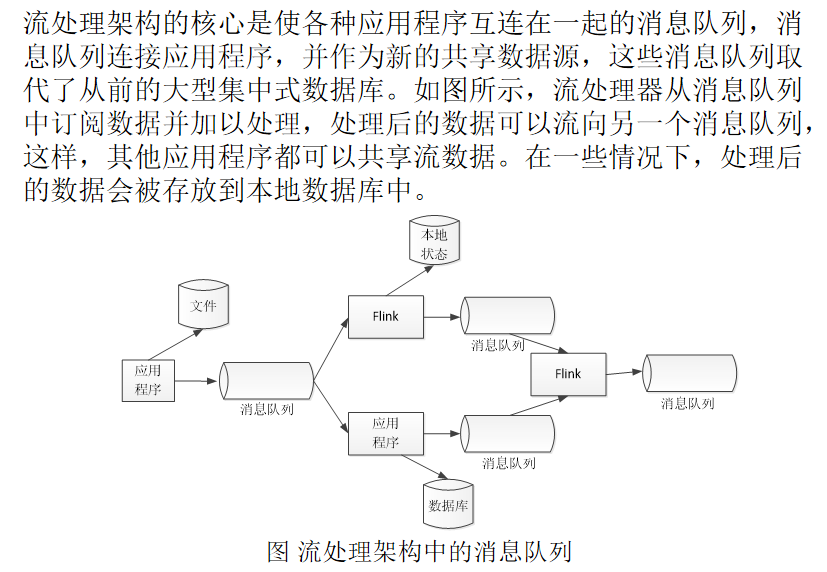 流处理架构的核心是使各种应用程序互连在一起的消息队列，消
息队列连接应用程序，并作为新的共享数据源，这些消息队列取
代了从前的大型集中式数据库。如图所示，流处理器从消息队列
中订阅数据并加以处理，处理后的数据可以流向另一个消息队列，
这样，其他应用程序都可以共享流数据。在一些情况下，处理后
的数据会被存放到本地数据库中。
本地
状态
文件
Flink
消息队列
应用
程序
消息队列
Flink
消息队列
应用
程序
消息队列
数据库
图 流处理架构中的消息队列